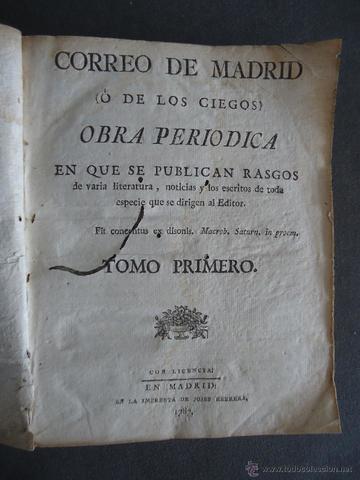 CORREO DE MADRID
(Ó DE LOS CIEGOS)
OBRA PERIODICA
EN QUE SE PUBLICAN RASGOS
de varia literatura, noticias y los escritos de toda
especie que se dirigen al Editor.
Fit concentus ex disonis. Macrob. Saturn. in proem.
TOMO PRIMERO.
CON LICENCIA:
EN MADRID:
EN LA IMPRENTA DE JOSEF HERRERA,
1787.
todocoleccion.net